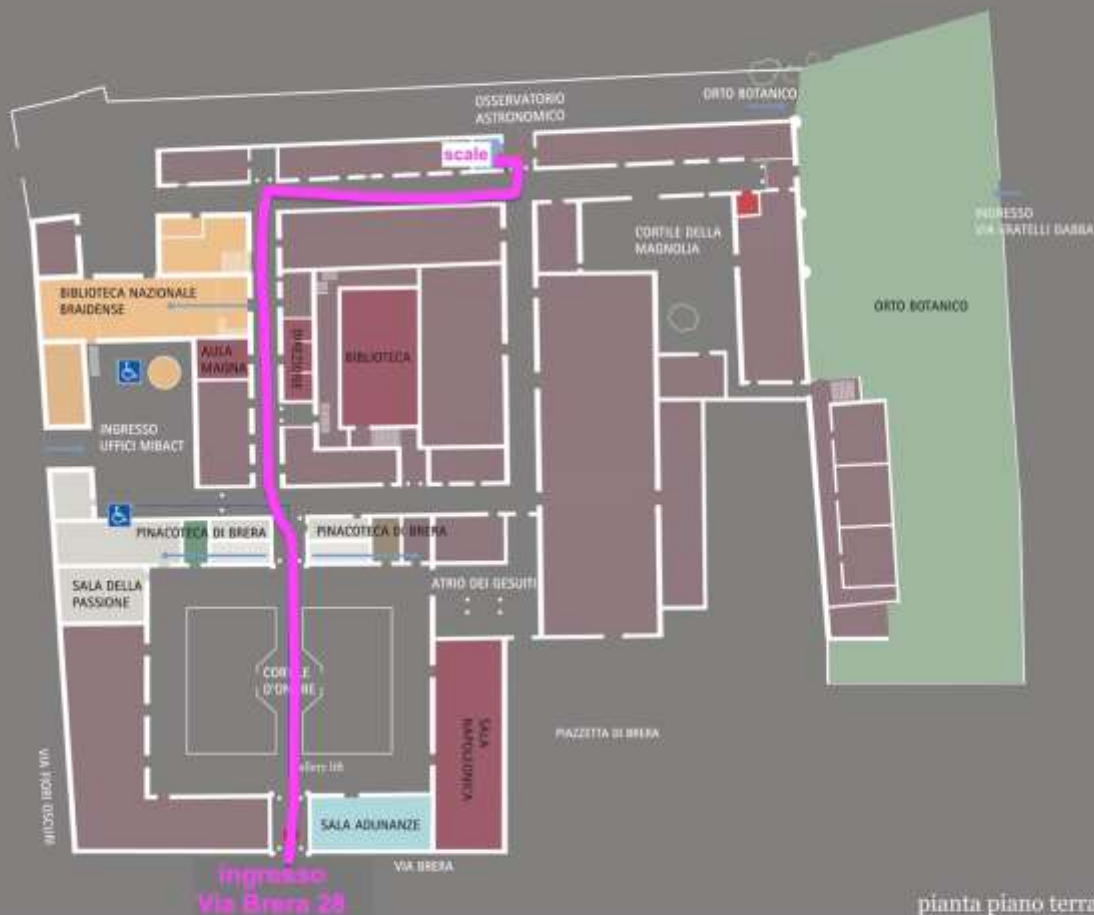 OSSERVATORIO
ASTRONOMICO
ORTO BOTANICO
scale
INGRESSO
VIA FRATELLI GABBA
CORTILE DELLA
MAGNOLIA
BIBLIOTECA NAZIONALE
BRAIDENSE
ORTO BOTANICO
AULA
MAGNA
DIREZIONE
BIBLIOTECA
INGRESSO
UFFICI MIBACT
PINACOTECA DI BRERA
PINACOTECA DI BRERA
SALA DELLA
PASSIONE
ATRIO DEI GESUITI
CORTILE
D'ONORE
SALA
NAPOLEONICA
PIAZZETTA DI BRERA
VIA FIORI OSCURI
SALA ADUNANZE
VIA BRERA
ingresso
Via Brera 28
pianta piano terra